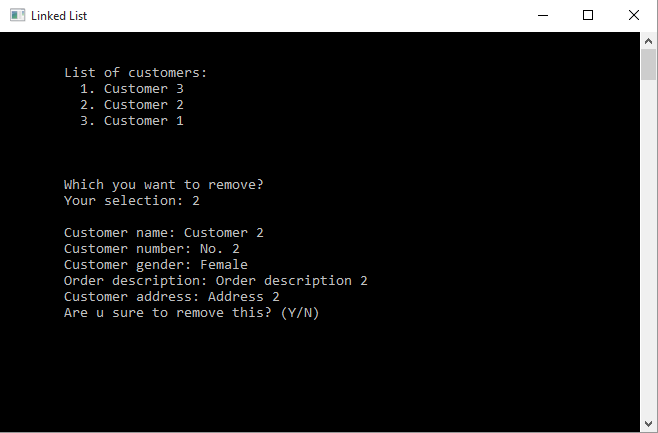 Linked List
List of customers:
1. Customer 3
2. Customer 2
3. Customer 1
Which you want to remove?
Your selection: 2
Customer name: Customer 2
Customer number: No. 2
Customer gender: Female
Order description: Order description 2
Customer address: Address 2
Are u sure to remove this? (Y/N)